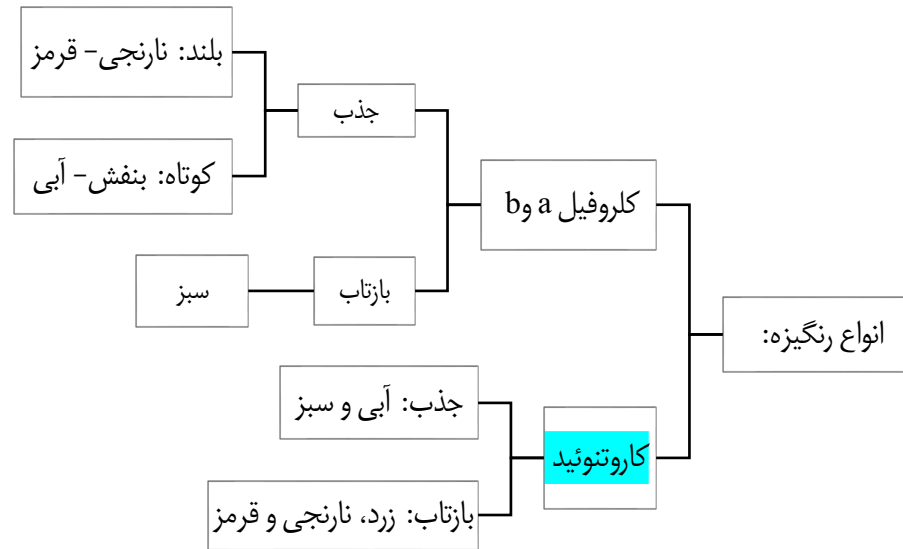 انواع رنگیزه:
کلروفیل a وb
جذب
بلند: نارنجی- قرمز
کوتاه: بنفش- آبی
بازتاب
سبز
کاروتنوئید
جذب: آبی و سبز
بازتاب: زرد، نارنجی و قرمز